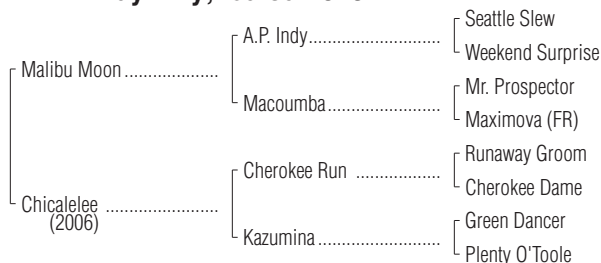 Seattle Slew
A.P. Indy
Weekend Surprise
Malibu Moon
Mr. Prospector
Macoumba
Maximova (FR)
Runaway Groom
Cherokee Run
Cherokee Dame
Chicalelee
(2006)
Green Dancer
Kazumina
Plenty O'Toole